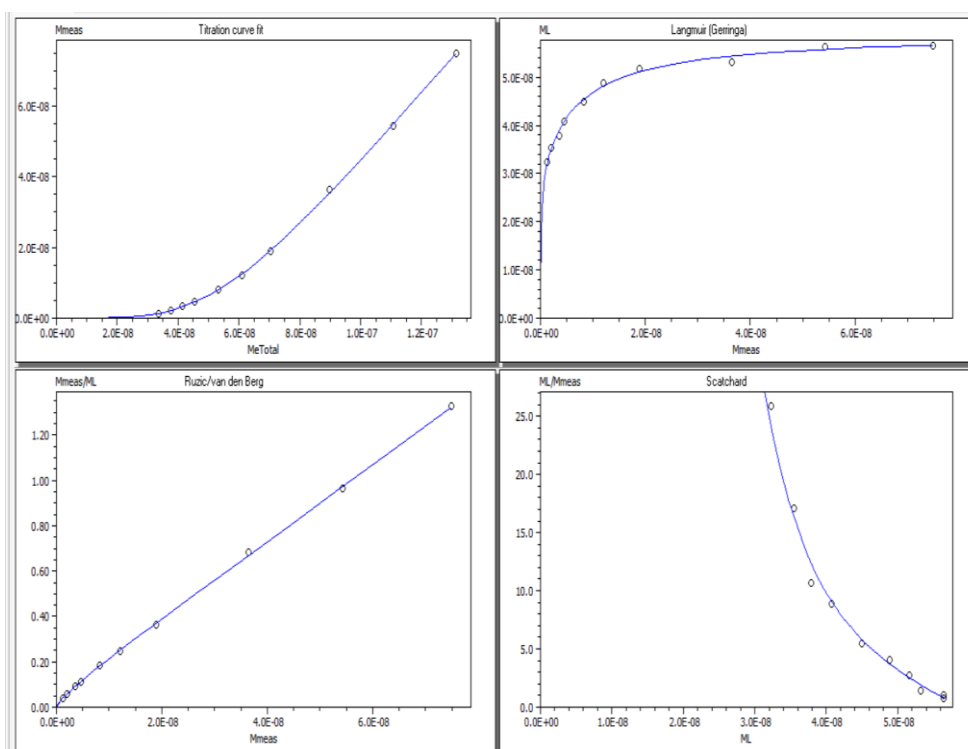 Mmeas Titration curve fit
6.0E-08
4.0E-08
2.0E-08
0.0E+00
0.0E+00 2.0E-08 4.0E-08 6.0E-08 8.0E-08 1.0E-07 1.2E-07
MeTotal
ML Langmuir (Gerringa)
5.0E-08
4.0E-08
3.0E-08
2.0E-08
1.0E-08
0.0E+00
0.0E+00 2.0E-08 4.0E-08 6.0E-08
Mmeas
Mmeas/ML Ruzic/van den Berg
1.20
1.00
0.80
0.60
0.40
0.20
0.00
0.0E+00 2.0E-08 4.0E-08 6.0E-08
Mmeas
ML/Mmeas Scatchard
25.0
20.0
15.0
10.0
5.0
0.0
0.0E+00 1.0E-08 2.0E-08 3.0E-08 4.0E-08 5.0E-08
ML